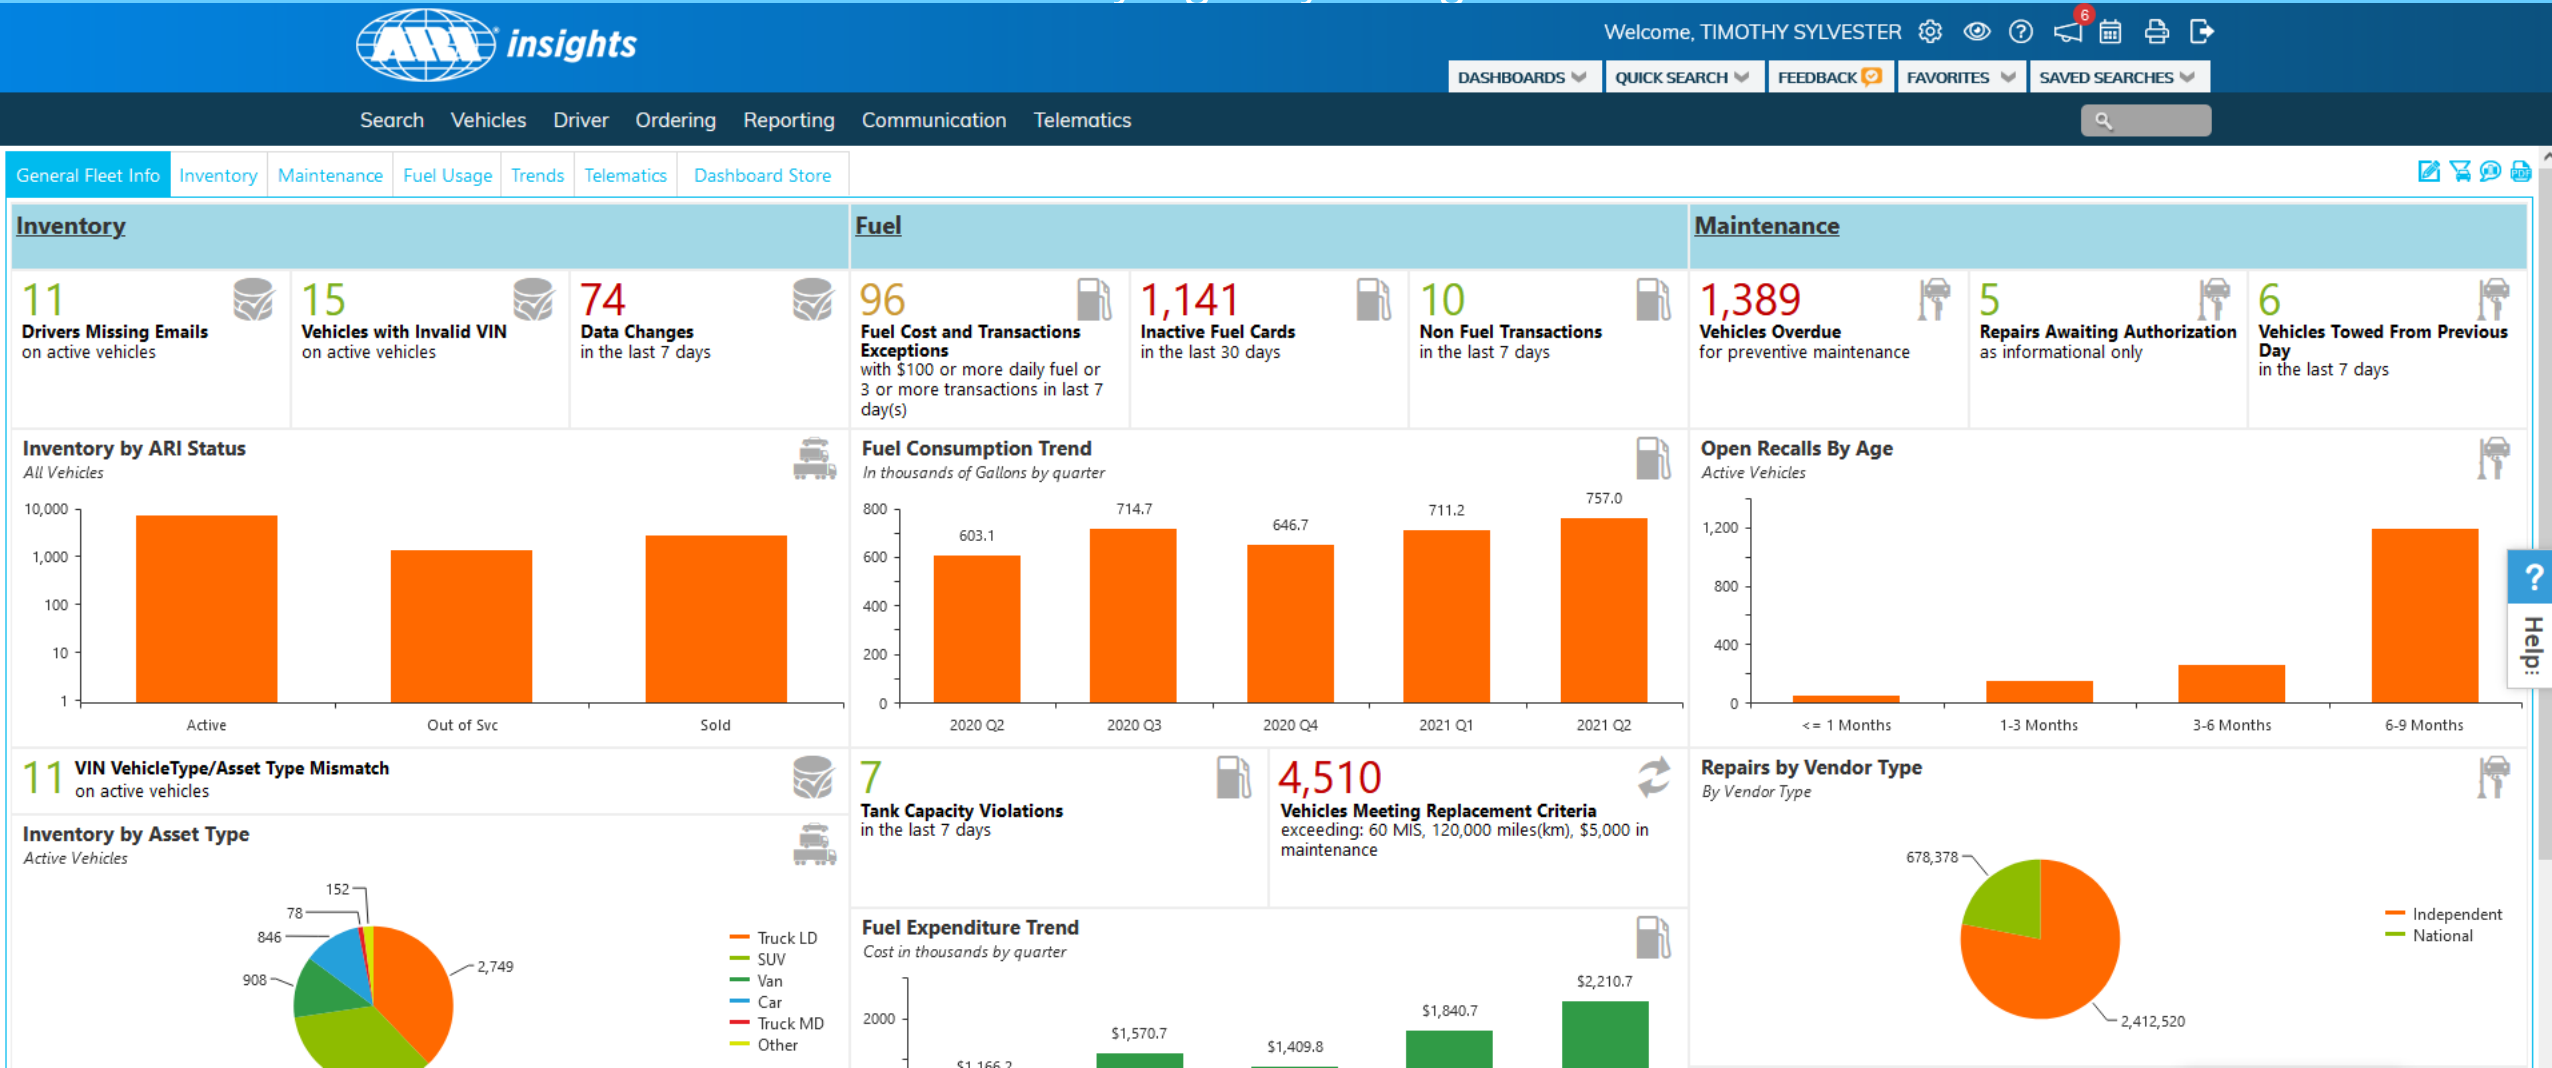 ARI insights
Welcome, TIMOTHY SYLVESTER
6
DASHBOARDS
QUICK SEARCH
FEEDBACK
FAVORITES
SAVED SEARCHES
Search Vehicles Driver Ordering Reporting Communication Telematics
General Fleet Info Inventory Maintenance Fuel Usage Trends Telematics Dashboard Store
PDF
Inventory
11
Drivers Missing Emails
on active vehicles
15
Vehicles with Invalid VIN
on active vehicles
74
Data Changes
in the last 7 days
Inventory by ARI Status
All Vehicles
10,000
1,000
100
10
1
Active Out of Svc Sold
11
VIN VehicleType/Asset Type Mismatch
on active vehicles
Inventory by Asset Type
Active Vehicles
152
78
846
908
2,749
Truck LD
SUV
Van
Car
Truck MD
Other
Fuel
96
Fuel Cost and Transactions
Exceptions
with $100 or more daily fuel or
3 or more transactions in last 7
day(s)
1,141
Inactive Fuel Cards
in the last 30 days
10
Non Fuel Transactions
in the last 7 days
Fuel Consumption Trend
In thousands of Gallons by quarter
800
600
400
200
0
603.1
714.7
646.7
711.2
757.0
2020 Q2 2020 Q3 2020 Q4 2021 Q1 2021 Q2
7
Tank Capacity Violations
in the last 7 days
4,510
Vehicles Meeting Replacement Criteria
exceeding: 60 MIS, 120,000 miles(km), $5,000 in
maintenance
Fuel Expenditure Trend
Cost in thousands by quarter
2000
$1,166.2
$1,570.7
$1,409.8
$1,840.7
$2,210.7
Maintenance
1,389
Vehicles Overdue
for preventive maintenance
5
Repairs Awaiting Authorization
as informational only
6
Vehicles Towed From Previous
Day
in the last 7 days
Open Recalls By Age
Active Vehicles
1,200
800
400
0
<= 1 Months 1-3 Months 3-6 Months 6-9 Months
Repairs by Vendor Type
By Vendor Type
678,378
2,412,520
Independent
National
?
Help::